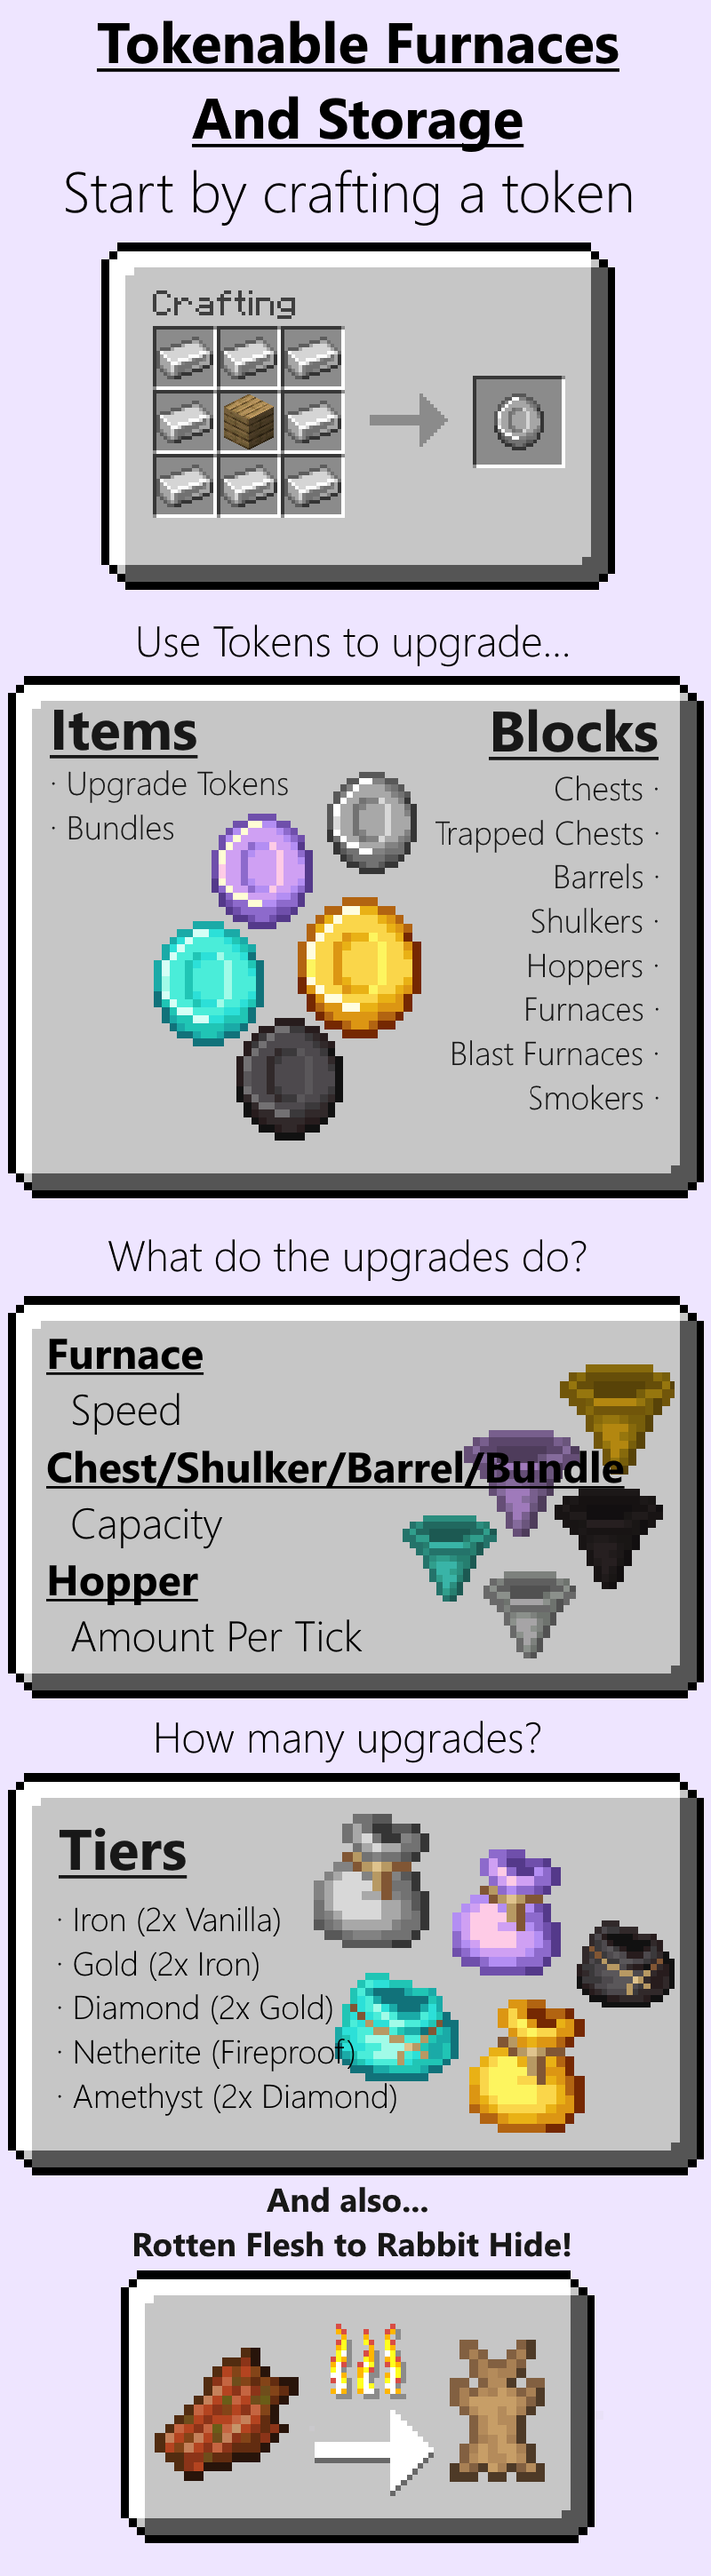 Tokenable Furnaces
And Storage
Start by crafting a token
Crafting
Use Tokens to upgrade...
Items
· Upgrade Tokens
· Bundles
Blocks
Chests ·
Trapped Chests ·
Barrels ·
Shulkers ·
Hoppers ·
Furnaces ·
Blast Furnaces ·
Smokers ·
What do the upgrades do?
Furnace
Speed
Chest/Shulker/Barrel/Bundle
Capacity
Hopper
Amount Per Tick
How many upgrades?
Tiers
· Iron (2x Vanilla)
· Gold (2x Iron)
· Diamond (2x Gold)
· Netherite (Fireproof)
· Amethyst (2x Diamond)
And also...
Rotten Flesh to Rabbit Hide!